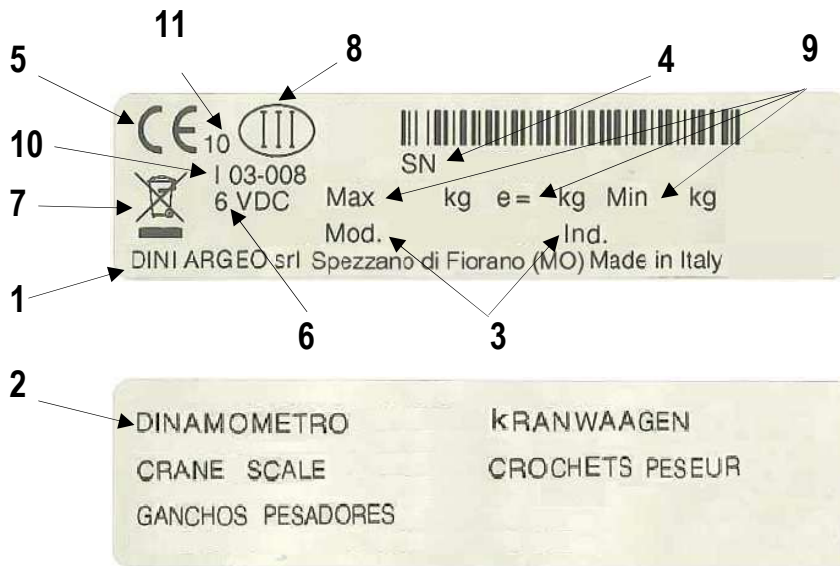 11
5
8
4
9
CE 10 III
10
SN
I 03-008
7
6 VDC Max kg e= kg Min kg
Mod. Ind.
DINI ARGEO srl Spezzano di Fiorano (MO) Made in Italy
1
6
3
2
DINAMOMETRO KRANWAAGEN
CRANE SCALE CROCHETS PESEUR
GANCHOS PESADORES